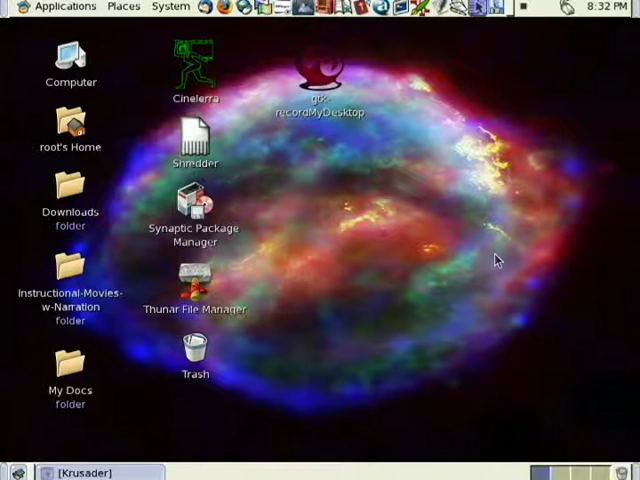 Applications Places System
8:32 PM
Computer
root's Home
Downloads
folder
Instructional-Movies-
w-Narration
folder
My Docs
folder
Cinelerra
Shredder
Synaptic Package
Manager
Thunar File Manager
Trash
gtk-
recordMyDesktop
[Krusader]